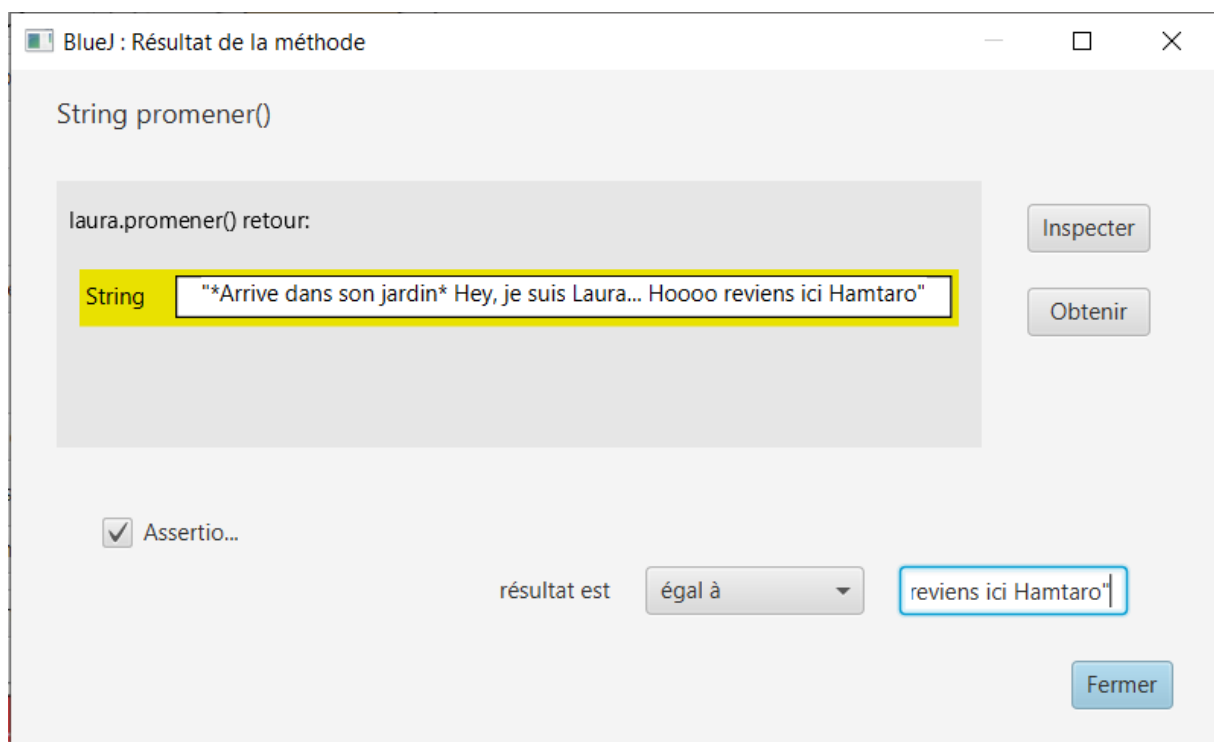 BlueJ : Résultat de la méthode
String promener()
laura.promener() retour:
Inspecter
String "*Arrive dans son jardin* Hey, je suis Laura... Hoooo reviens ici Hamtaro"
Obtenir
Assertio...
résultat est égal à reviens ici Hamtaro"
Fermer